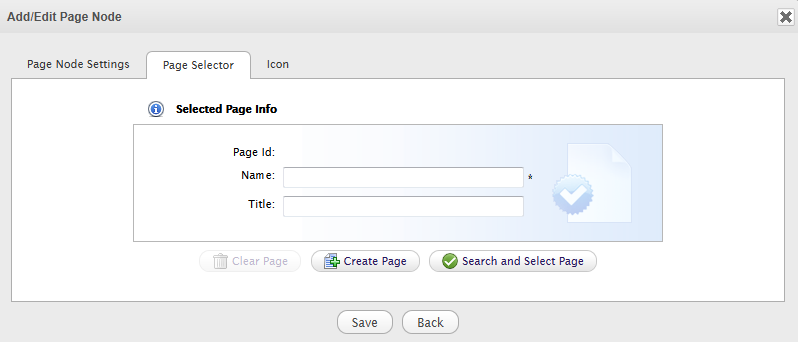 Add/Edit Page Node
Page Node Settings Page Selector Icon
Selected Page Info
Page Id:
Name: *
Title:
Clear Page Create Page Search and Select Page
Save Back